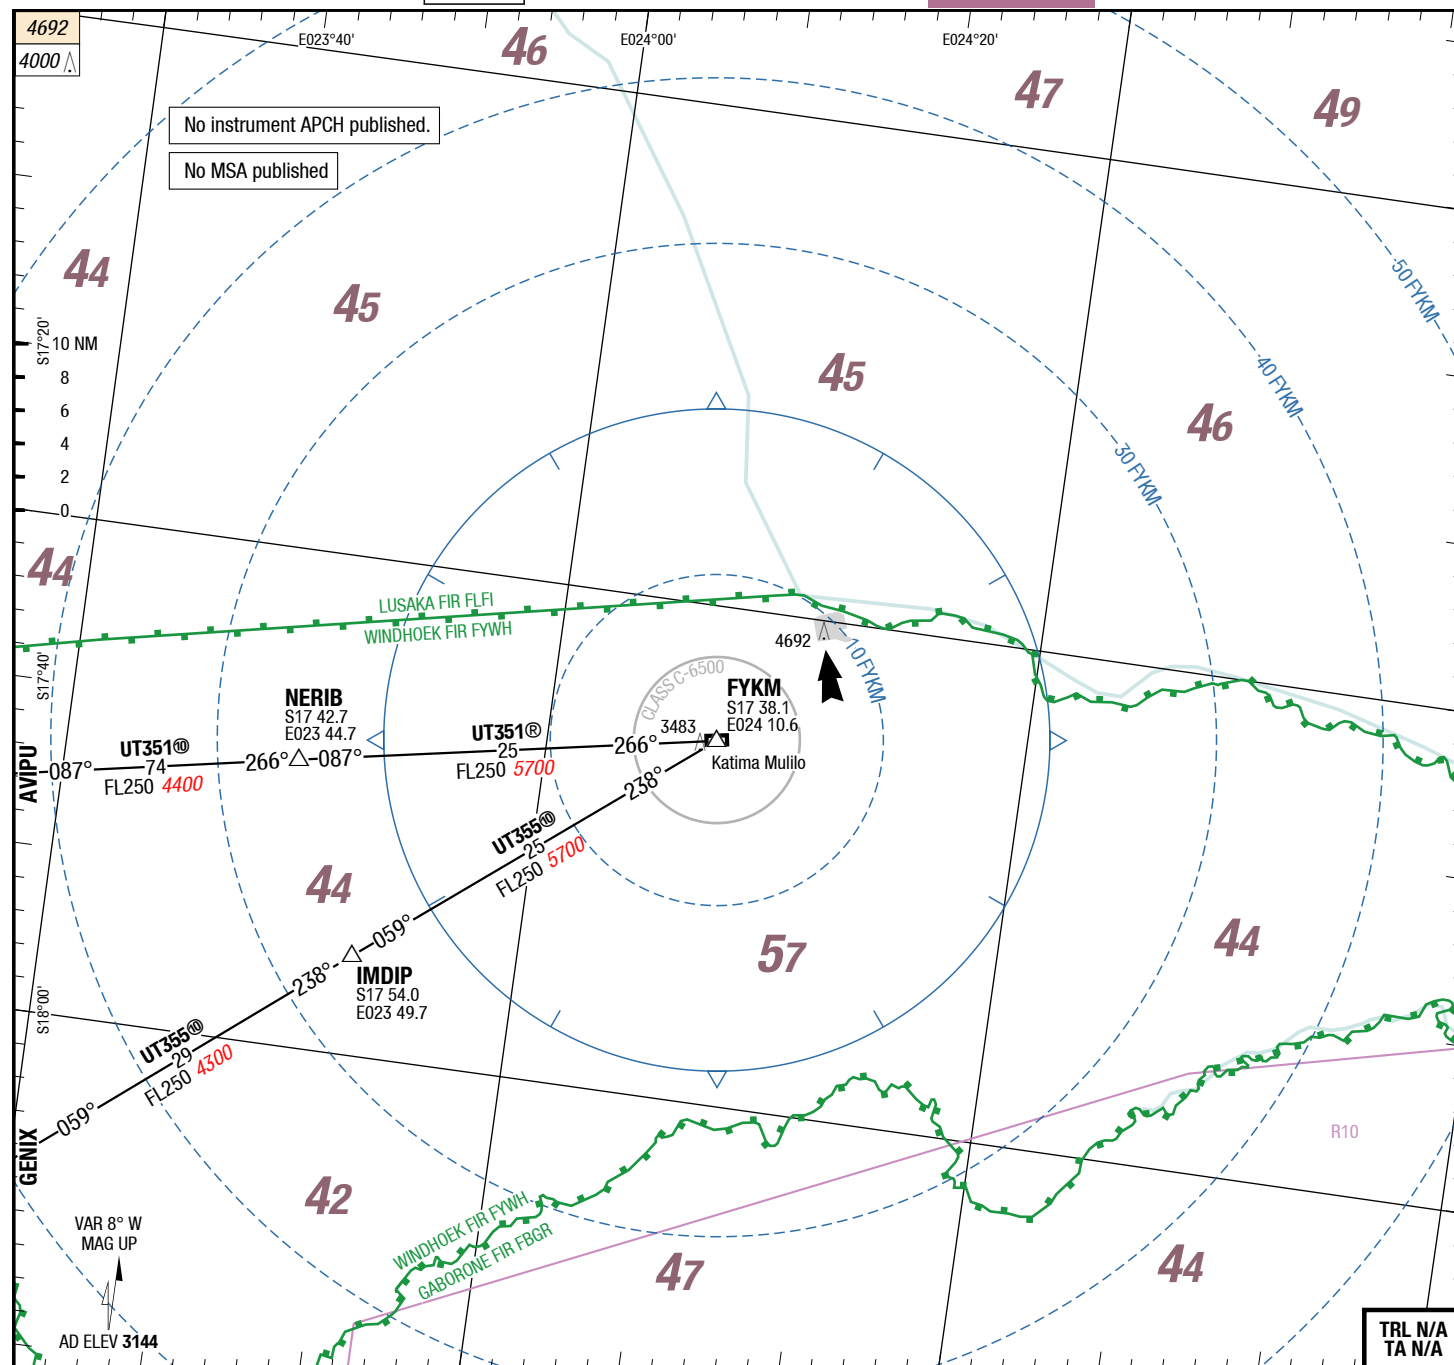 4692
4000
E023°40'
E024°00'
E024°20'
46
47
49
No instrument APCH published.
No MSA published
44
45
50 FYKM
S17°20'
10 NM
8
6
4
2
0
45
40 FYKM
46
30 FYKM
44
LUSAKA FIR FLFI
WINDHOEK FIR FYWH
4692
10 FYKM
S17°40'
CLASS C-6500
NERIB
S17 42.7
E023 44.7
FYKM
S17 38.1
E024 10.6
3483
Katima Mulilo
AVIPU
087°
UT351⑩
74
FL250 4400
266°
087°
UT351®
25
FL250 5700
266°
238°
UT355⑩
25
FL250 5700
44
059°
57
44
238°
IMDIP
S17 54.0
E023 49.7
S18°00'
UT355⑩
29
FL250 4300
059°
GENIX
R10
42
WINDHOEK FIR FYWH
GABORONE FIR FBGR
47
44
VAR 8° W
MAG UP
AD ELEV 3144
TRL N/A
TA N/A